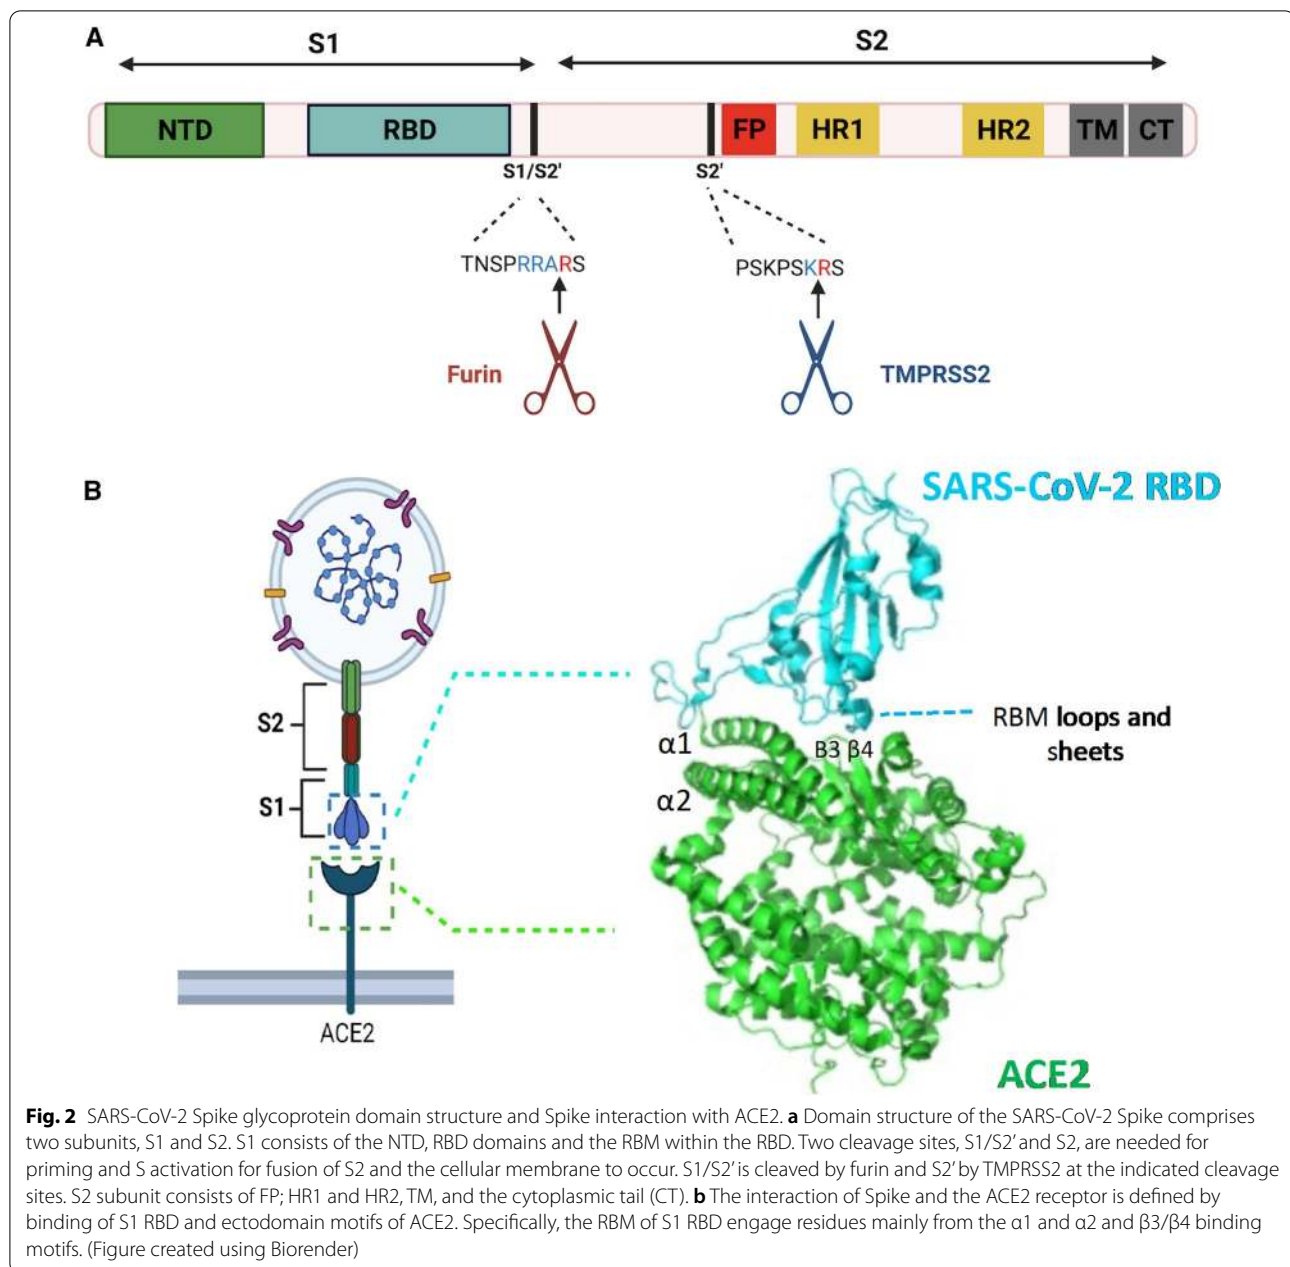 A
S1
S2
NTD
RBD
FP
HR1
HR2
TM
CT
S1/S2'
S2'
TNSPRRARS
PSKPSKRS
Furin
TMPRSS2
B
SARS-CoV-2 RBD
S2
S1
α1
α2
B3 β4
RBM loops and
sheets
ACE2
ACE2
Fig. 2 SARS-CoV-2 Spike glycoprotein domain structure and Spike interaction with ACE2. a Domain structure of the SARS-CoV-2 Spike comprises
two subunits, S1 and S2. S1 consists of the NTD, RBD domains and the RBM within the RBD. Two cleavage sites, S1/S2' and S2, are needed for
priming and S activation for fusion of S2 and the cellular membrane to occur. S1/S2' is cleaved by furin and S2' by TMPRSS2 at the indicated cleavage
sites. S2 subunit consists of FP; HR1 and HR2, TM, and the cytoplasmic tail (CT). b The interaction of Spike and the ACE2 receptor is defined by
binding of S1 RBD and ectodomain motifs of ACE2. Specifically, the RBM of S1 RBD engage residues mainly from the α1 and α2 and β3/β4 binding
motifs. (Figure created using Biorender)